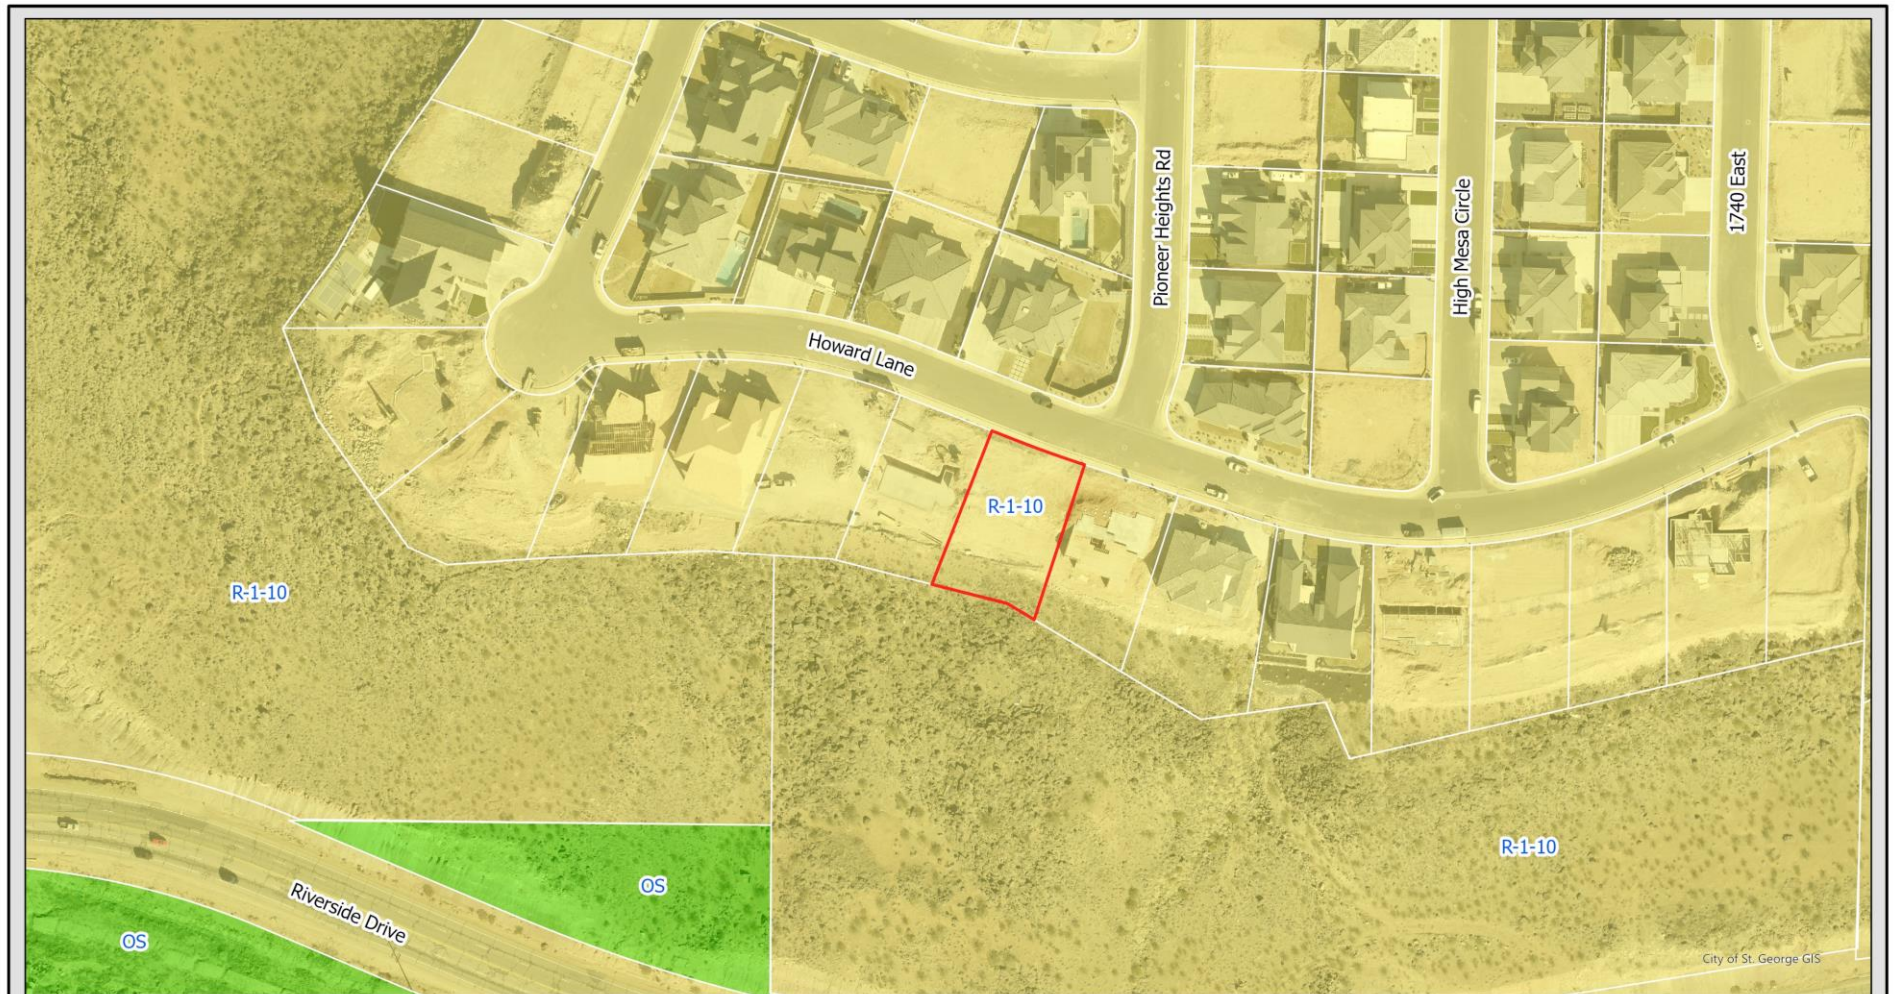 Pioneer Heights Rd
High Mesa Circle
1740 East
Howard Lane
R-1-10
R-1-10
R-1-10
OS
Riverside Drive
OS
City of St. George GIS